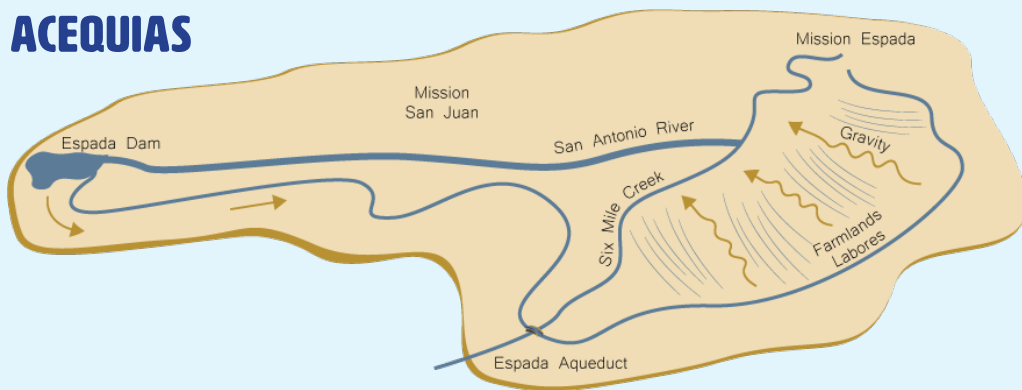 ACEQUIAS
Mission Espada
Mission
San Juan
Espada Dam
San Antonio River
Gravity
Six Mile Creek
Farmlands
Labores
Espada Aqueduct